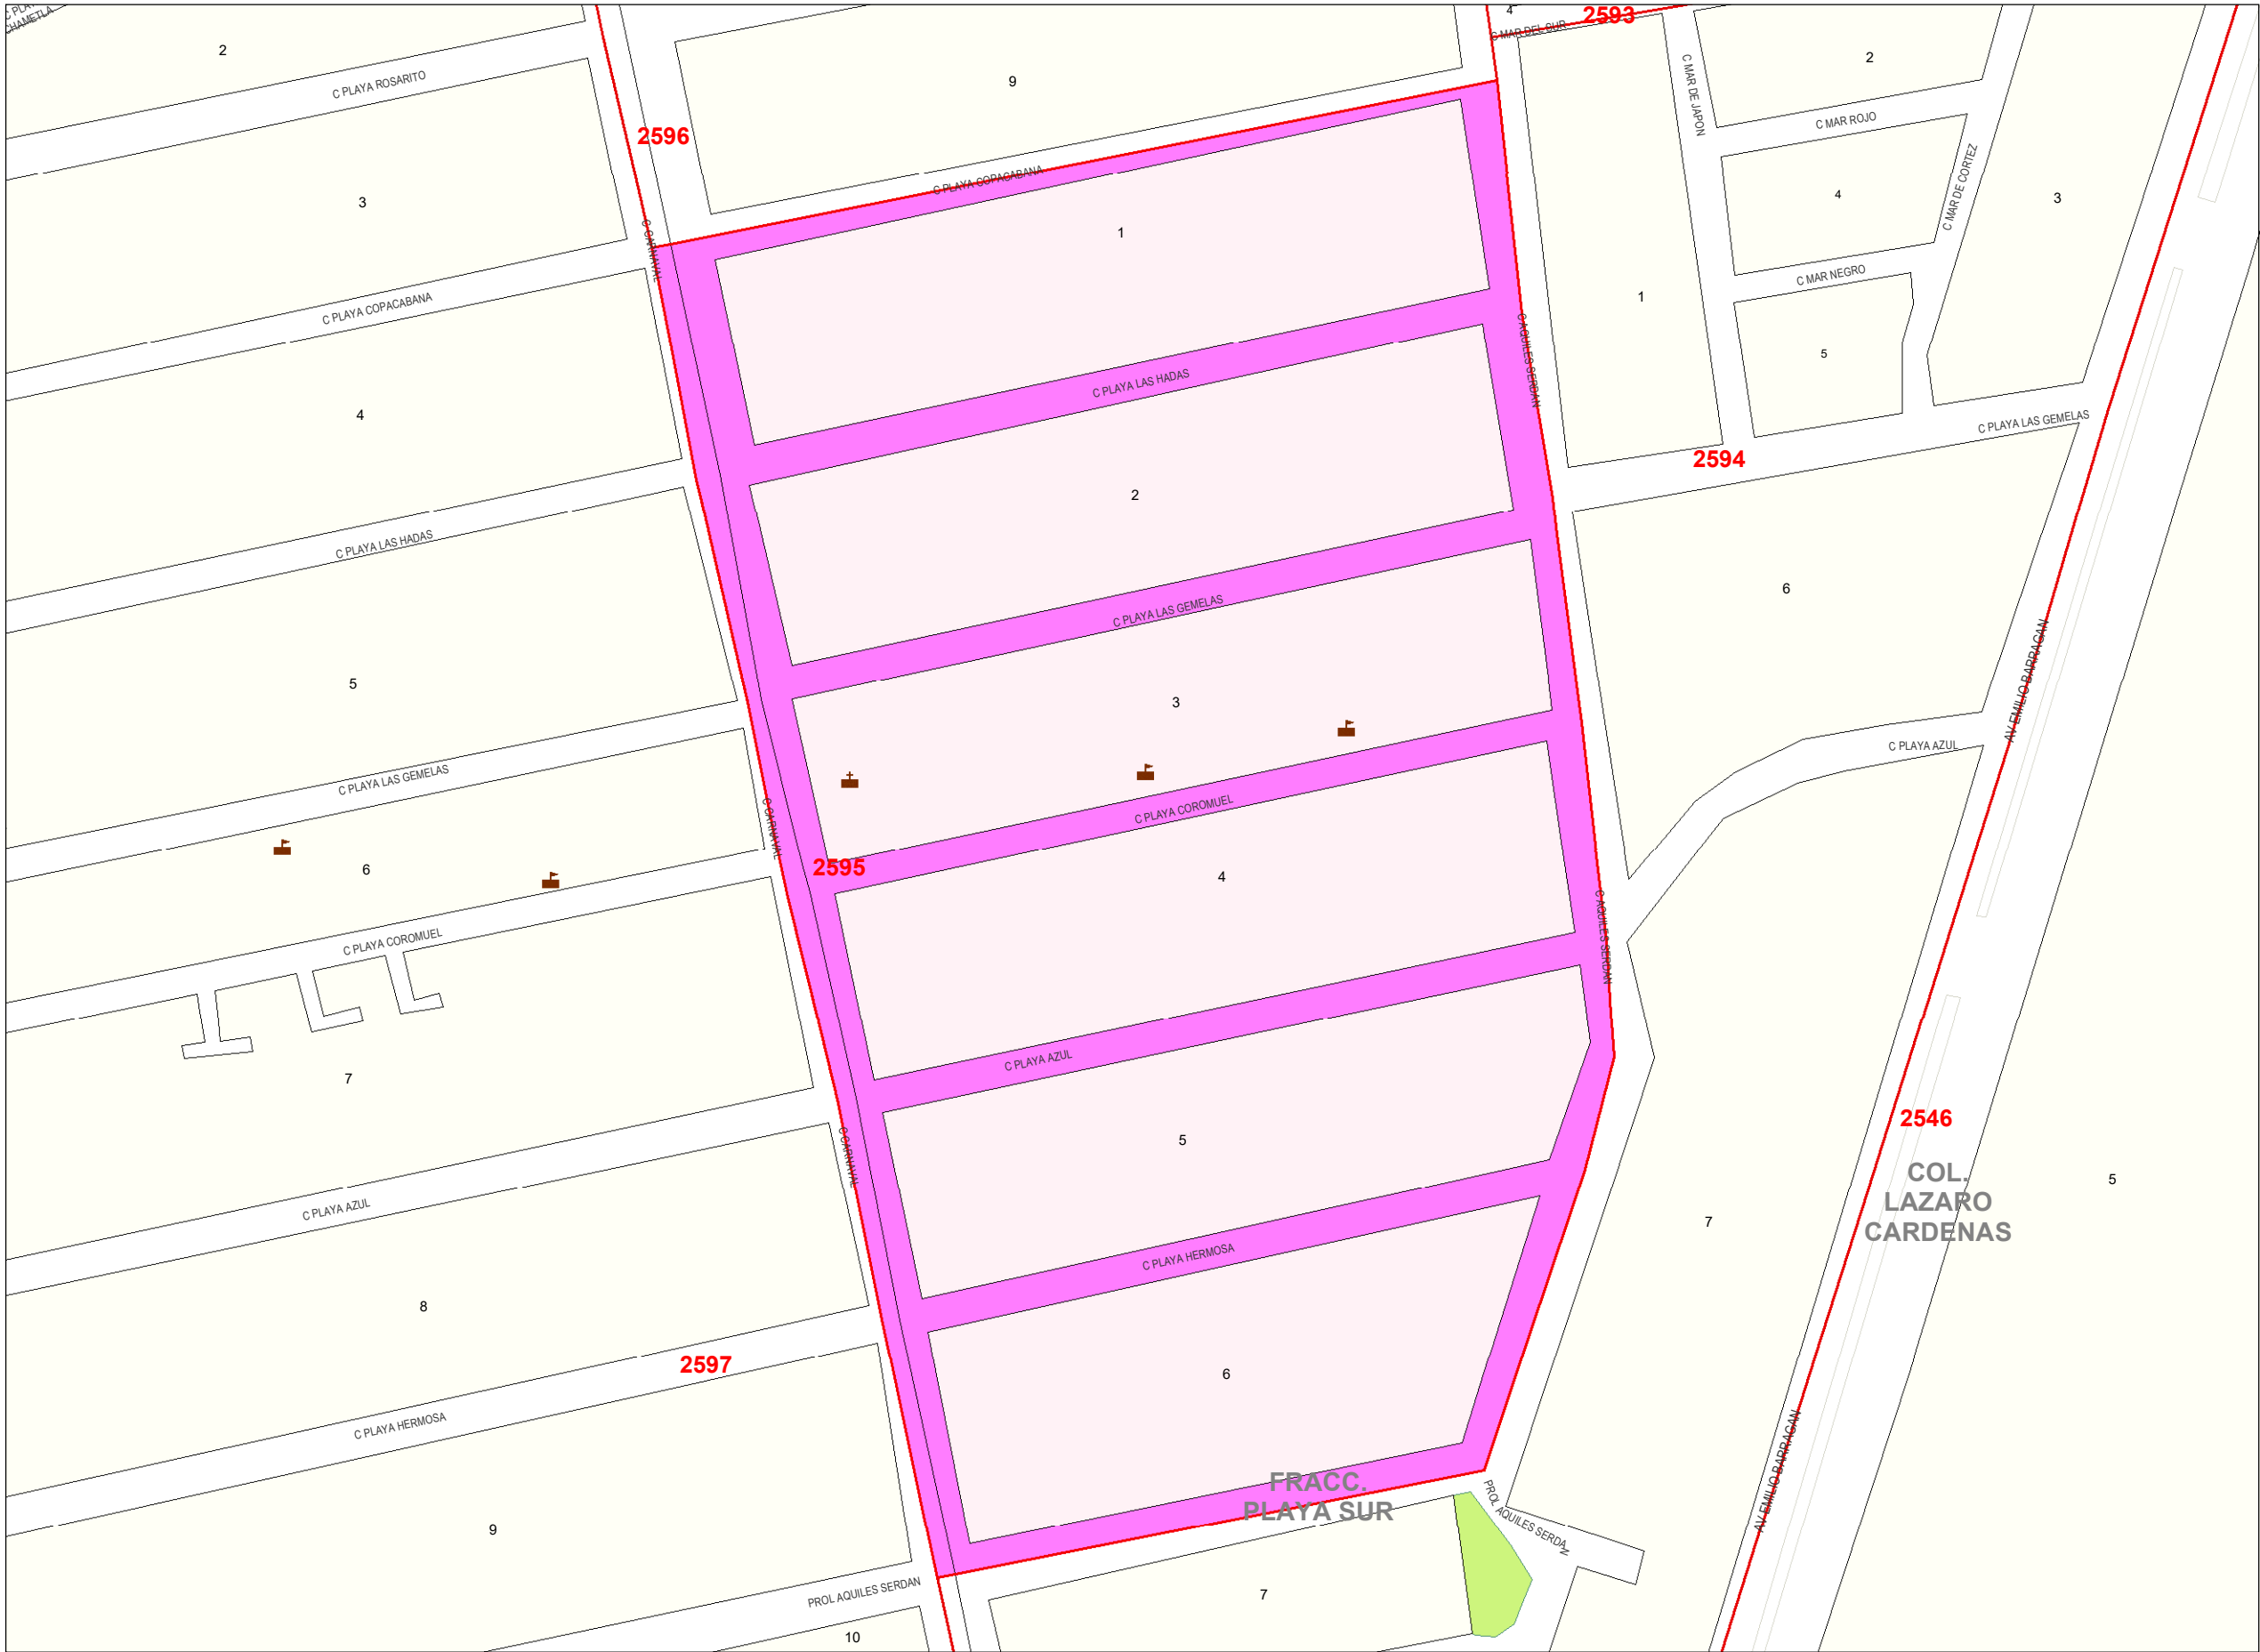 C PLAYA
CHAMETLA
2
C PLAYA ROSARITO
3
C PLAYA COPACABANA
4
C PLAYA LAS HADAS
5
C PLAYA LAS GEMELAS
6
C PLAYA COROMUEL
7
C PLAYA AZUL
8
2597
C PLAYA HERMOSA
9
PROL AQUILES SERDAN
10
2596
C CARNAVAL
C CARNAVAL
C CARNAVAL
9
C PLAYA COPACABANA
1
C PLAYA LAS HADAS
2
C PLAYA LAS GEMELAS
3
C PLAYA COROMUEL
2595
4
C PLAYA AZUL
5
C PLAYA HERMOSA
6
FRACC.
PLAYA SUR
7
C AQUILES SERDAN
C AQUILES SERDAN
PROL AQUILES SERDAN
4
2593
C MAR DEL SUR
C MAR DE JAPON
2
C MAR ROJO
4
C MAR DE CORTEZ
3
C MAR NEGRO
1
5
C PLAYA LAS GEMELAS
2594
6
AV EMILIO BARRAGAN
C PLAYA AZUL
2546
COL.
LAZARO
CARDENAS
5
7
AV EMILIO BARRAGAN